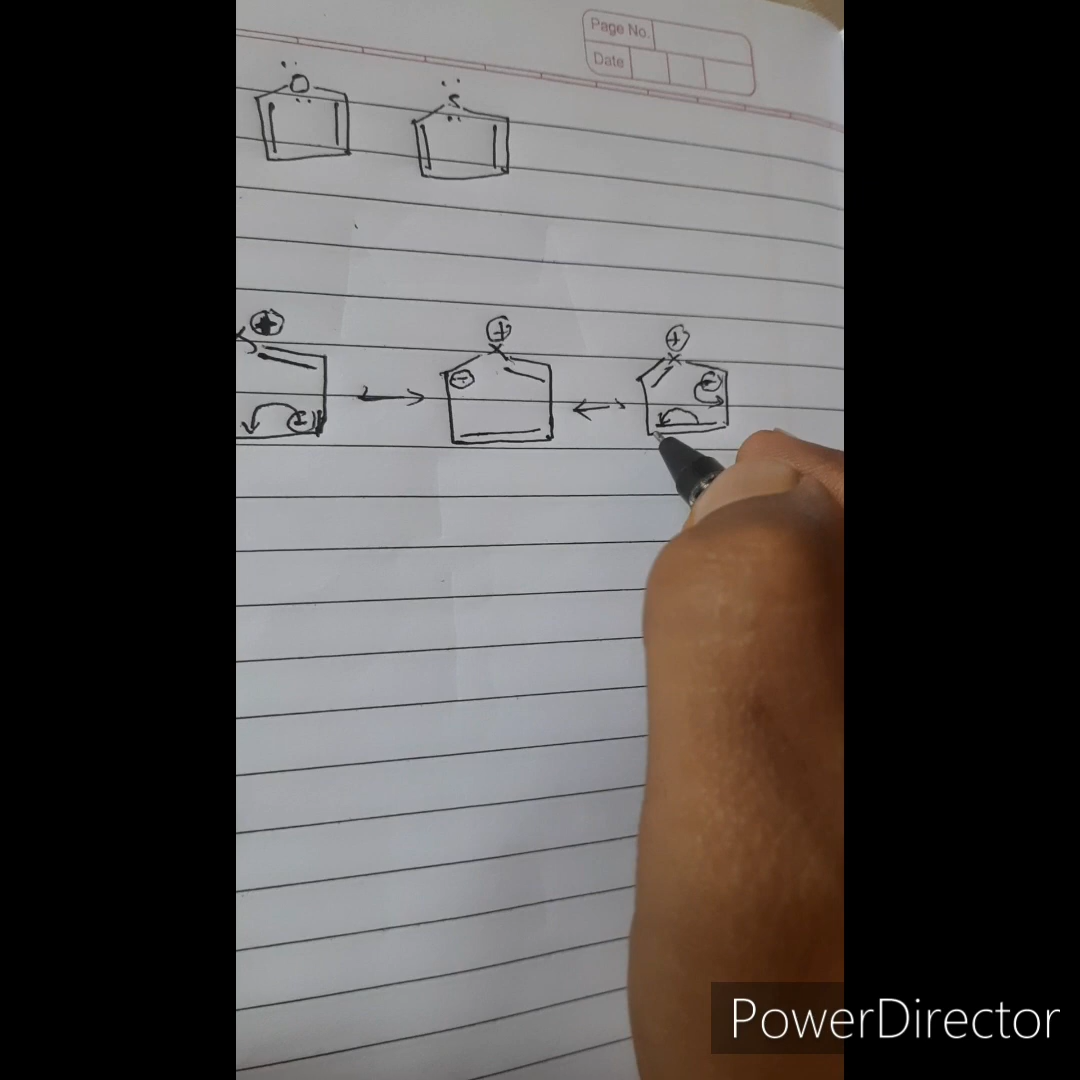 Page No.
Date
O
S
+
+
+
x
x
PowerDirector